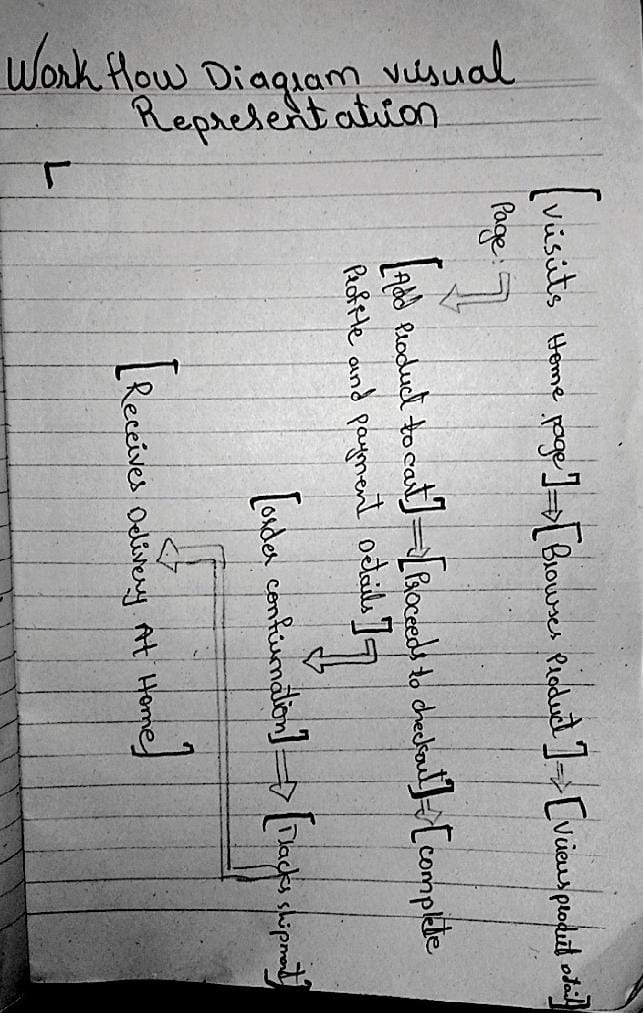 Work flow Diagram visual
Representation
[Visits Home page] ⇒ [Browses Product] ⇒ [Views product detail
Page:
[Add Product to cart] ⇒ [Proceeds to checkout] ⇒ [complete
Profile and Payment Details]
[order confirmation] ⇒ [Tracks shipment]
[Receives Delivery At Home]